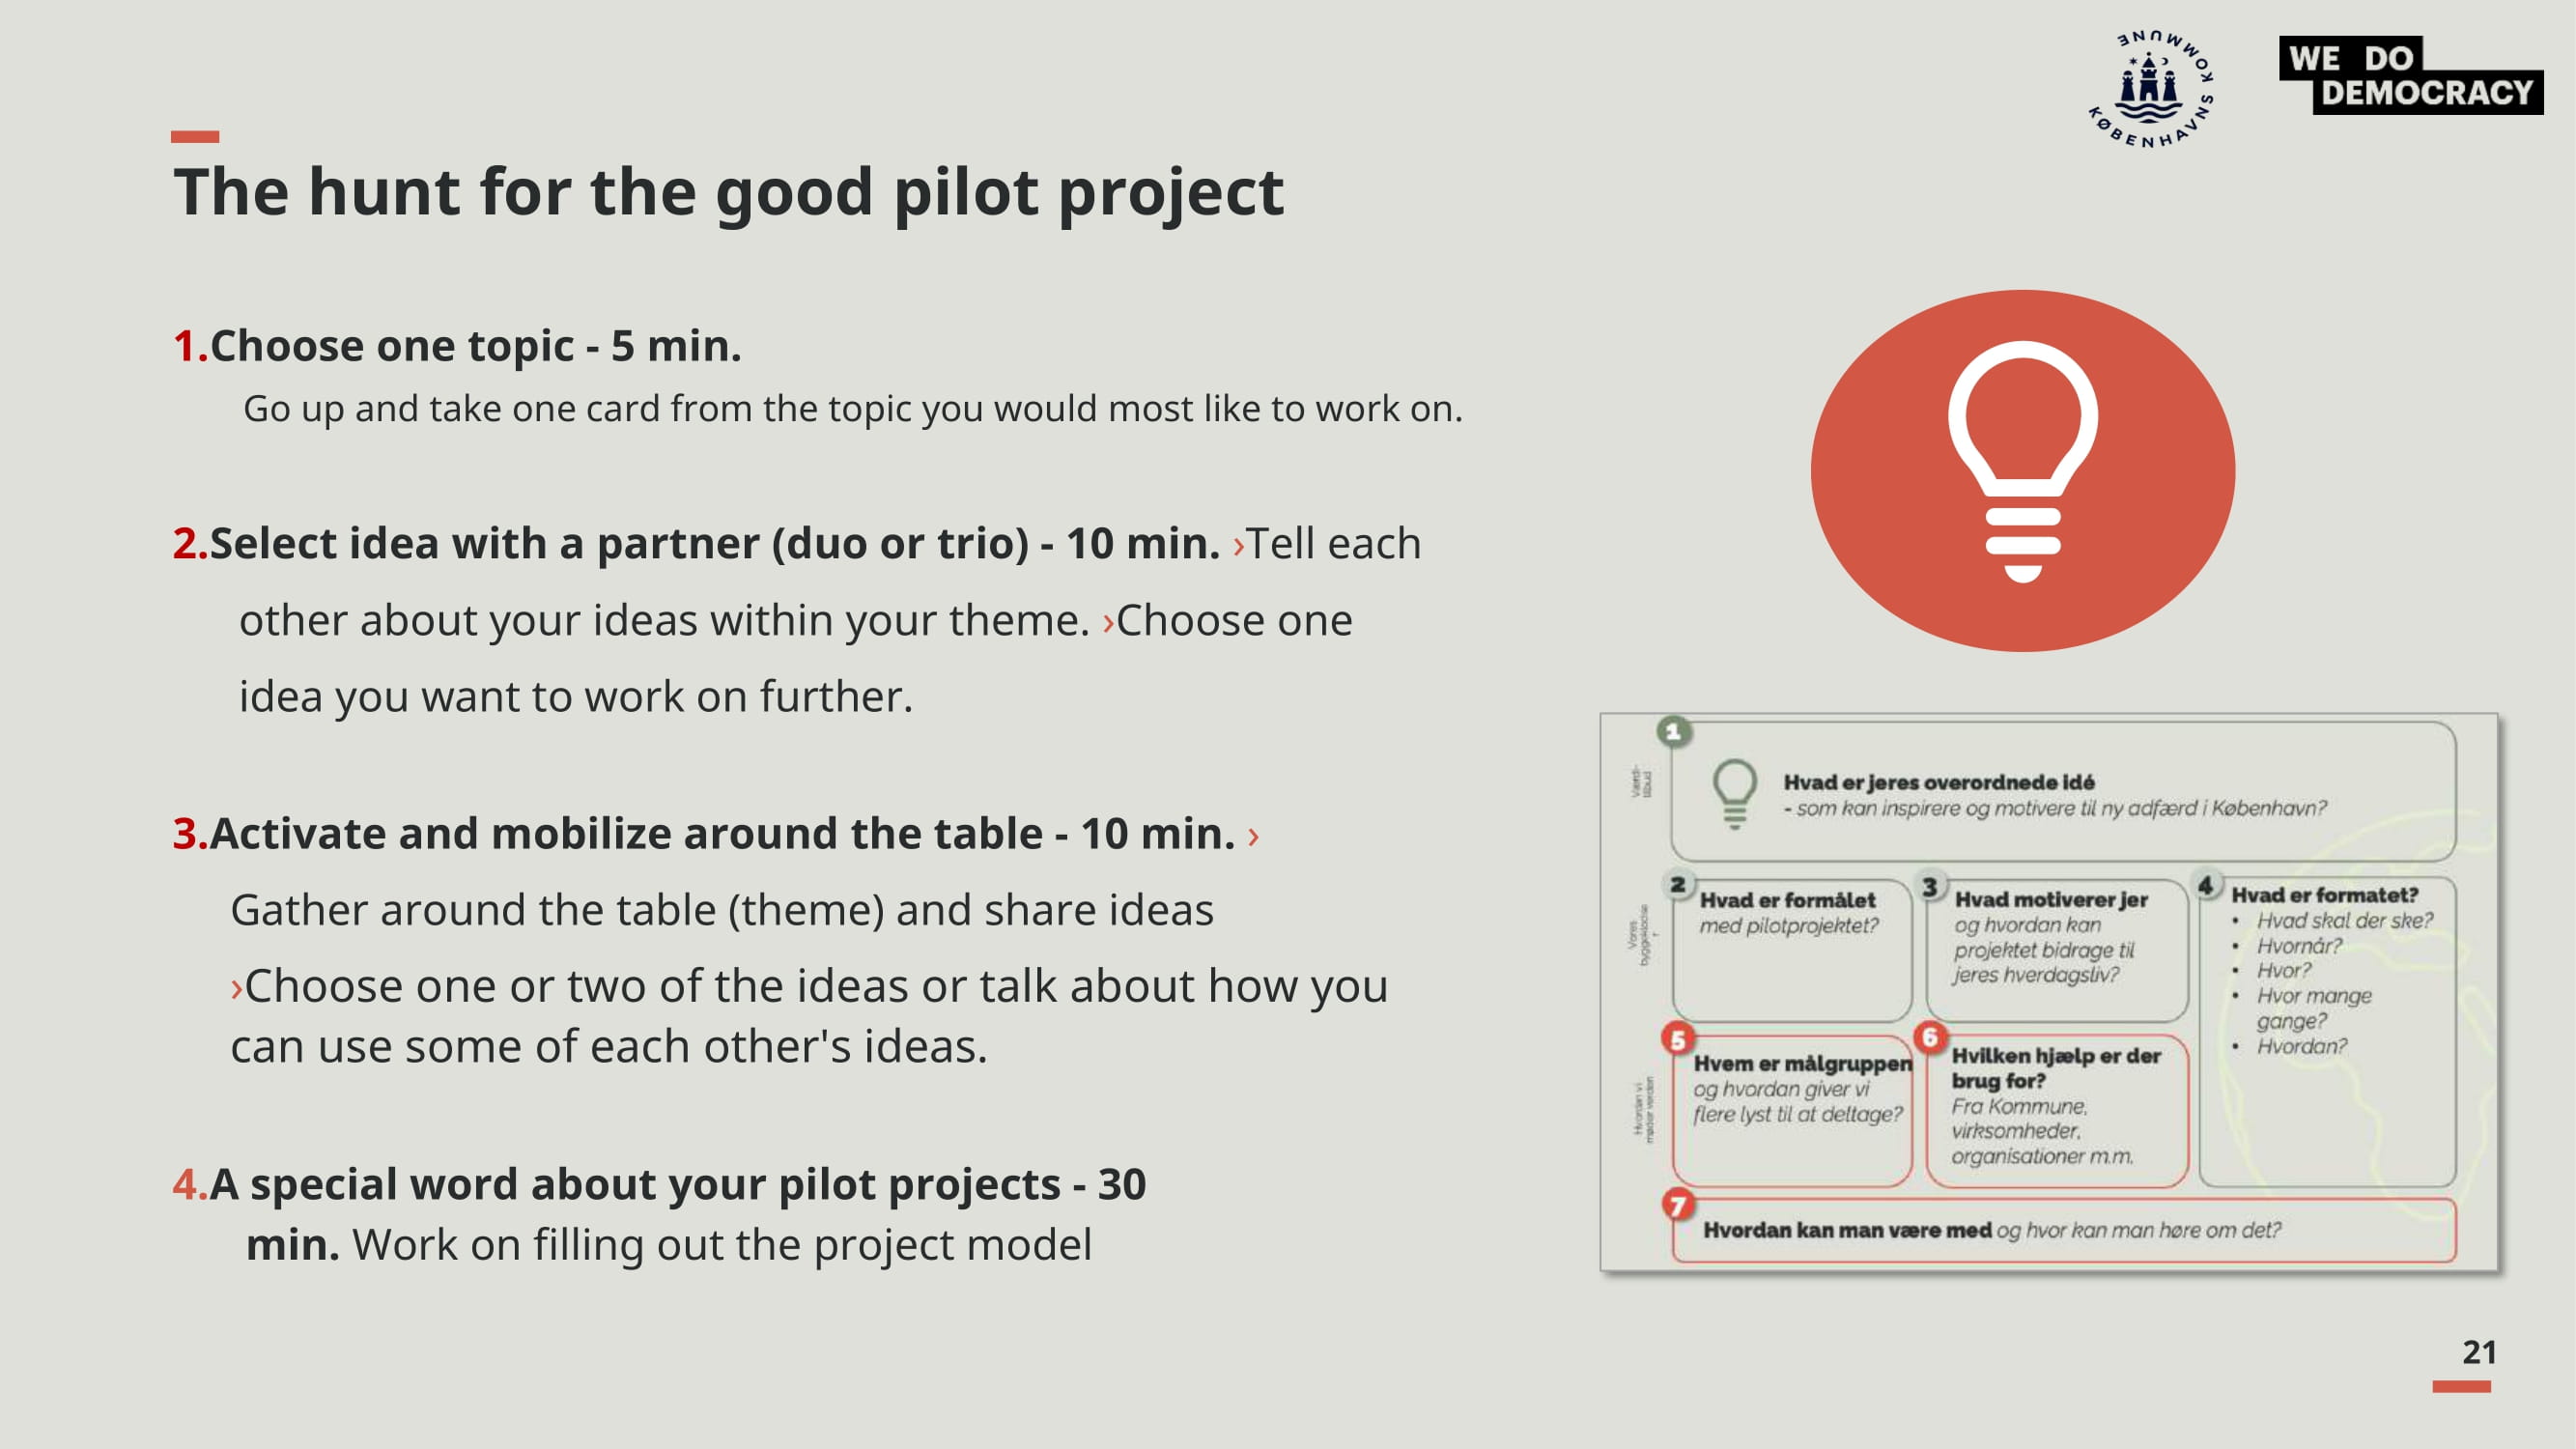 KØBENHAVNS KOMMUNE
WE DO
DEMOCRACY
The hunt for the good pilot project
1.Choose one topic - 5 min.
Go up and take one card from the topic you would most like to work on.
2.Select idea with a partner (duo or trio) - 10 min. ›Tell each
other about your ideas within your theme. ›Choose one
idea you want to work on further.
3.Activate and mobilize around the table - 10 min. ›
Gather around the table (theme) and share ideas
›Choose one or two of the ideas or talk about how you
can use some of each other's ideas.
4.A special word about your pilot projects - 30
min. Work on filling out the project model
1
Værdi-
tilbud
Hvad er jeres overordnede idé
- som kan inspirere og motivere til ny adfærd i København?
2
Hvad er formålet
med pilotprojektet?
3
Hvad motiverer jer
og hvordan kan
projektet bidrage til
jeres hverdagsliv?
4
Hvad er formatet?
• Hvad skal der ske?
• Hvornår?
• Hvor?
• Hvor mange
gange?
• Hvordan?
Vores
5
Hvem er målgruppen
og hvordan giver vi
flere lyst til at deltage?
6
Hvilken hjælp er der
brug for?
Fra Kommune,
virksomheder,
organisationer m.m.
Hvordan vi
møder verden
7
Hvordan kan man være med og hvor kan man høre om det?
21